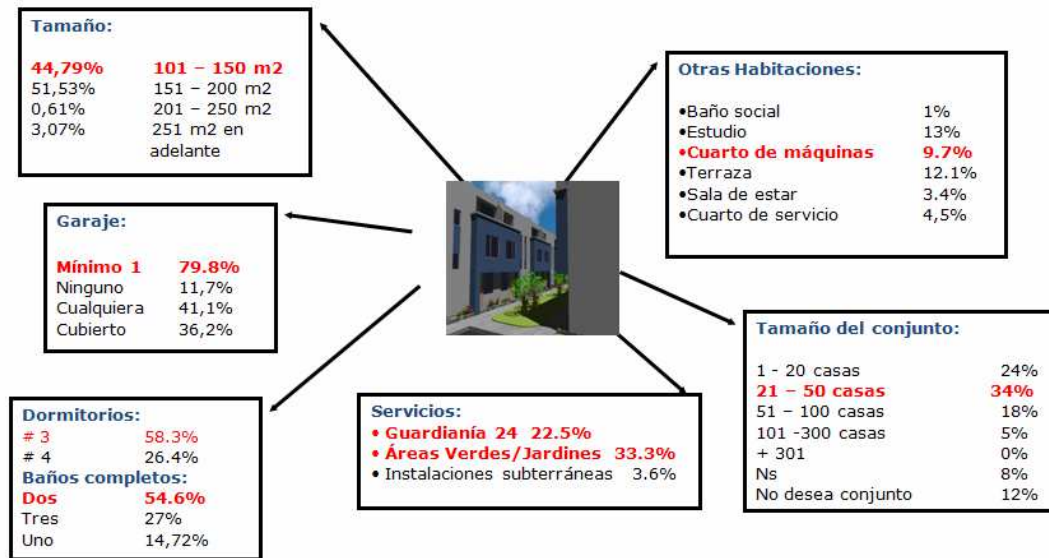 Tamaño:
44,79% 101 – 150 m2
51,53% 151 – 200 m2
0,61% 201 – 250 m2
3,07% 251 m2 en
adelante
Otras Habitaciones:
•Baño social 1%
•Estudio 13%
•Cuarto de máquinas 9.7%
•Terraza 12.1%
•Sala de estar 3.4%
•Cuarto de servicio 4,5%
Garaje:
Mínimo 1 79.8%
Ninguno 11,7%
Cualquiera 41,1%
Cubierto 36,2%
Tamaño del conjunto:
1 - 20 casas 24%
21 – 50 casas 34%
51 – 100 casas 18%
101 -300 casas 5%
+ 301 0%
Ns 8%
No desea conjunto 12%
Dormitorios:
# 3 58.3%
# 4 26.4%
Baños completos:
Dos 54.6%
Tres 27%
Uno 14,72%
Servicios:
• Guardianía 24 22.5%
• Áreas Verdes/Jardines 33.3%
• Instalaciones subterráneas 3.6%